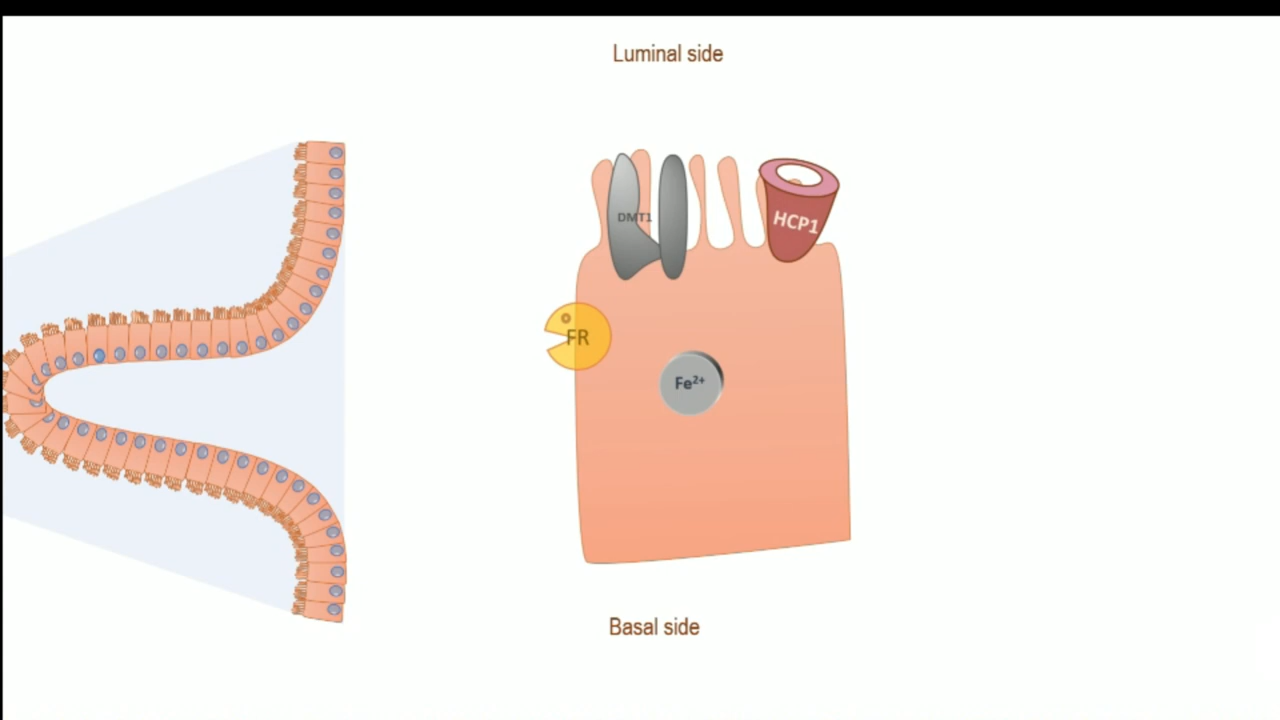 Luminal side
DMT1
HCP1
FR
Fe²⁺
Basal side